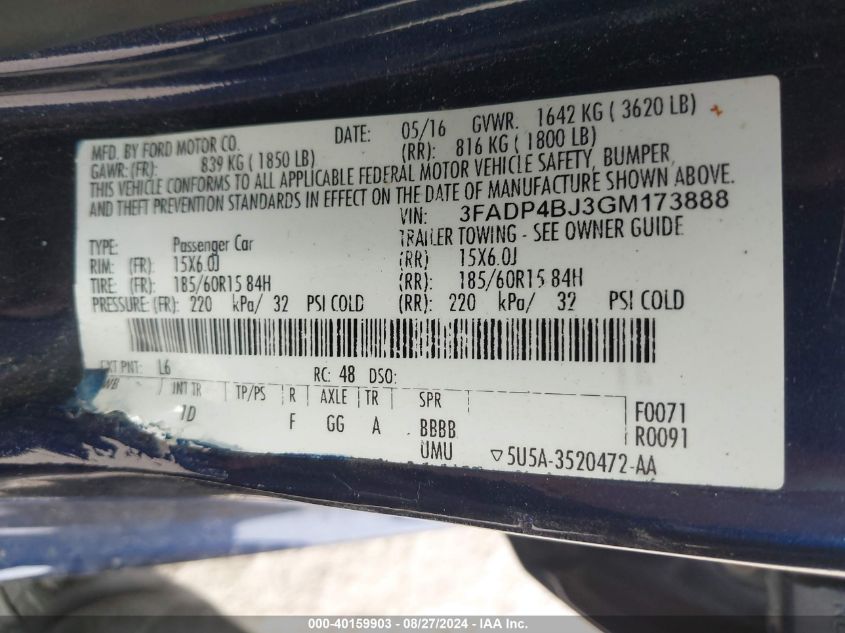 MFD. BY FORD MOTOR CO. DATE: 05/16 GVWR: 1642 KG ( 3620 LB)
GAWR: (FR): 839 KG ( 1850 LB) (RR): 816 KG ( 1800 LB)
THIS VEHICLE CONFORMS TO ALL APPLICABLE FEDERAL MOTOR VEHICLE SAFETY, BUMPER,
AND THEFT PREVENTION STANDARDS IN EFFECT ON THE DATE OF MANUFACTURE SHOWN ABOVE.
VIN: 3FADP4BJ3GM173888
TYPE: Passenger Car TRAILER TOWING - SEE OWNER GUIDE
RIM: (FR): 15X6.0J (RR) 15X6.0J
TIRE: (FR): 185/60R15 84H (RR): 185/60R15 84H
PRESSURE: (FR): 220 kPa/ 32 PSI COLD (RR): 220 kPa/ 32 PSI COLD
EXT PNT: L6 RC: 48 DSO:
WB INT TR TP/PS R AXLE TR SPR F0071
1D F GG A BBBB R0091
UMU ▽5U5A-3520472-AA
000-40159903 - 08/27/2024 - IAAI.com